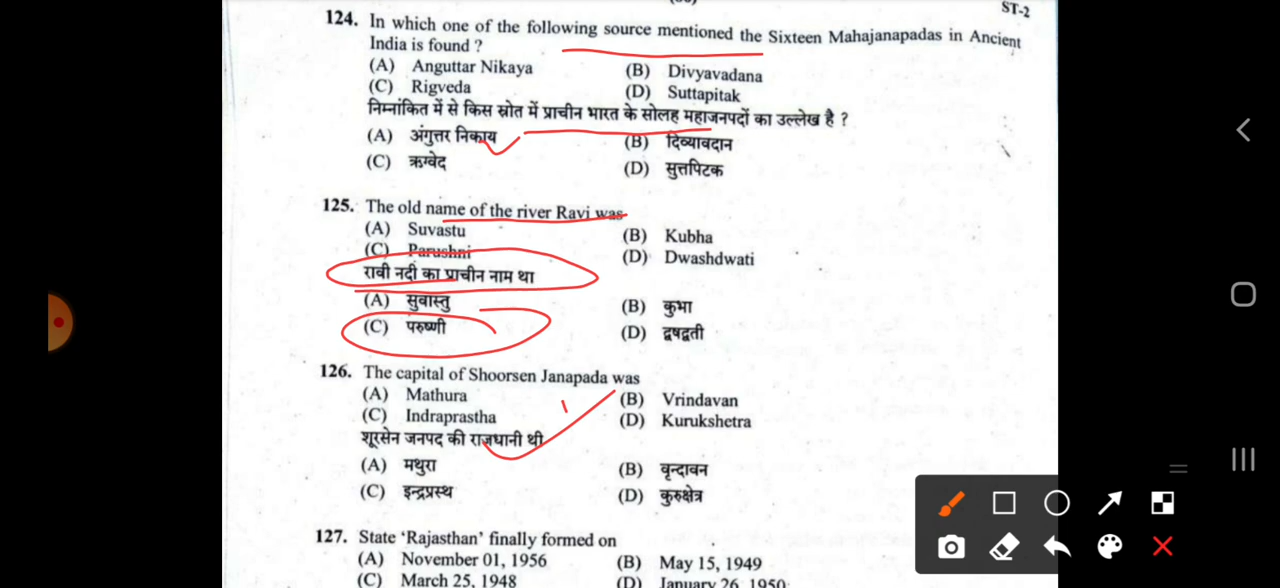 ST-2
124. In which one of the following source mentioned the Sixteen Mahajanapadas in Ancient
India is found ?
(A) Anguttar Nikaya (B) Divyavadana
(C) Rigveda (D) Suttapitak
निम्नांकित में से किस स्रोत में प्राचीन भारत के सोलह महाजनपदों का उल्लेख है ?
(A) अंगुत्तर निकाय (B) दिव्यावदान
(C) ऋग्वेद (D) सुत्तपिटक
125. The old name of the river Ravi was
(A) Suvastu (B) Kubha
(C) Parushni (D) Dwashdwati
रावी नदी का प्राचीन नाम था
(A) सुवास्तु (B) कुभा
(C) परुष्णी (D) द्वषद्वती
126. The capital of Shoorsen Janapada was
(A) Mathura (B) Vrindavan
(C) Indraprastha (D) Kurukshetra
शूरसेन जनपद की राजधानी थी
(A) मथुरा (B) वृन्दावन
(C) इन्द्रप्रस्थ (D) कुरुक्षेत्र
127. State ‘Rajasthan’ finally formed on
(A) November 01, 1956 (B) May 15, 1949
(C) March 25, 1948 (D) January 26, 1950